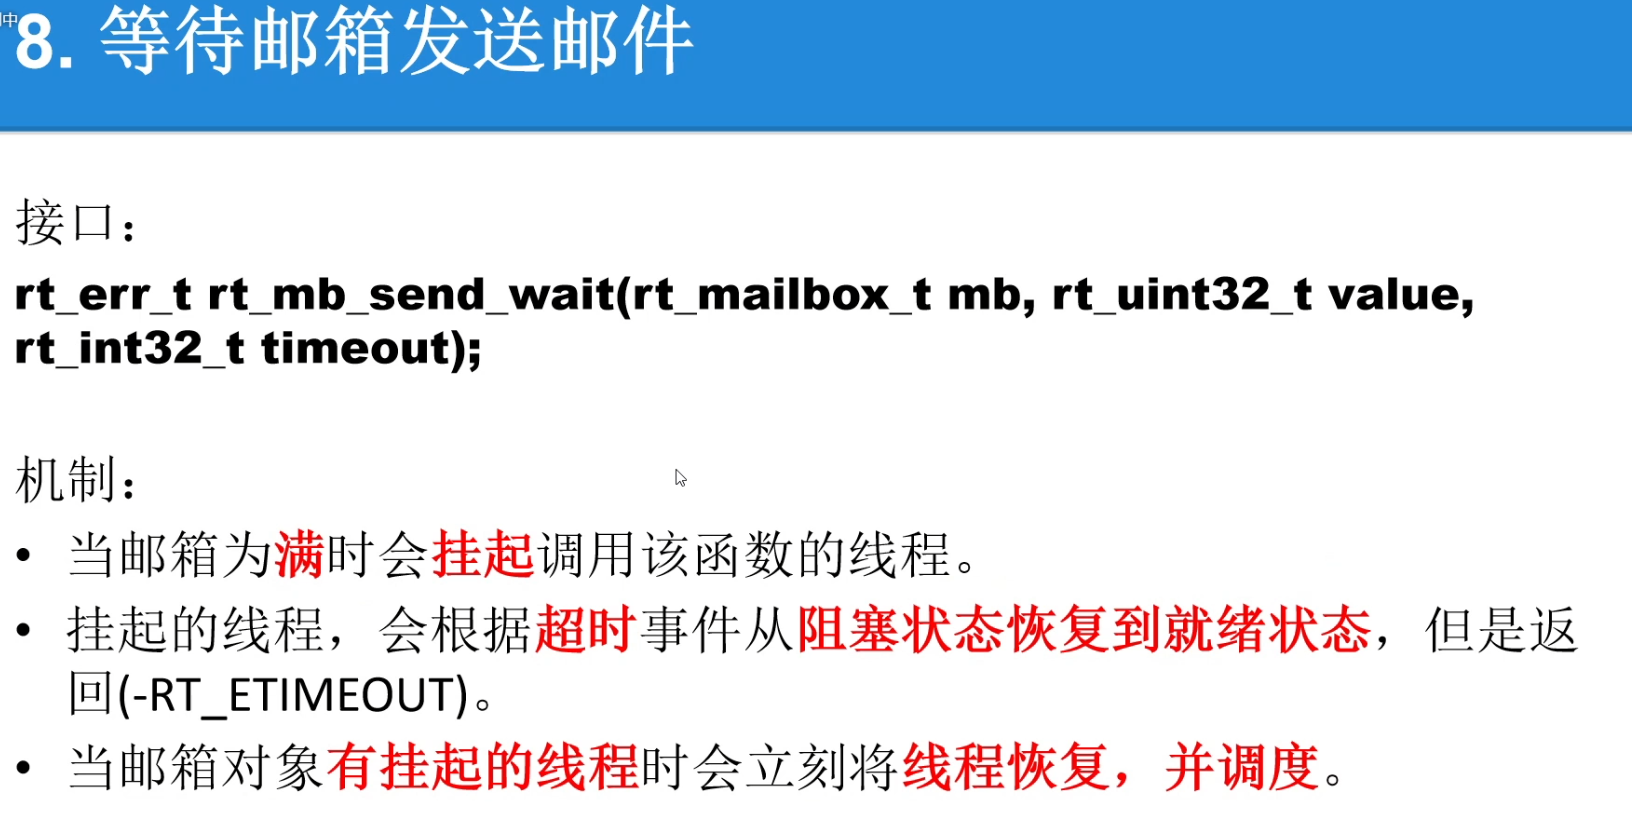 中
8. 等待邮箱发送邮件
接口：
rt_err_t rt_mb_send_wait(rt_mailbox_t mb, rt_uint32_t value,
rt_int32_t timeout);
机制：
• 当邮箱为满时会挂起调用该函数的线程。
• 挂起的线程，会根据超时事件从阻塞状态恢复到就绪状态，但是返
回(-RT_ETIMEOUT)。
• 当邮箱对象有挂起的线程时会立刻将线程恢复，并调度。